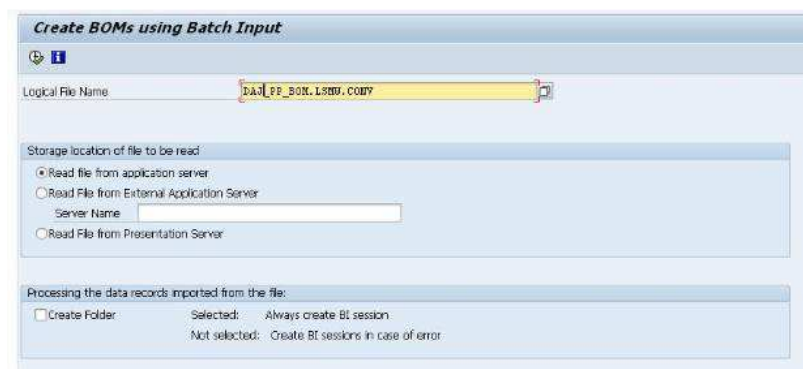 Create BOMs using Batch Input
Logical File Name DAJ_PP_BOM.LSMW.CONV
Storage location of file to be read
Read file from application server
Read File from External Application Server
Server Name
Read File from Presentation Server
Processing the data records imported from the file:
Create Folder Selected: Always create BI session
Not selected: Create BI sessions in case of error